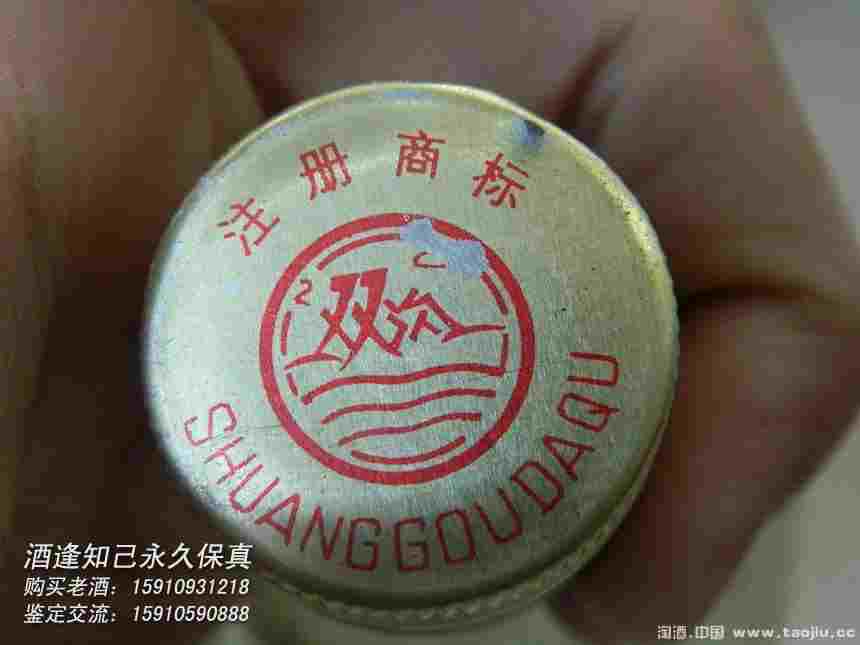 注册商标
双沟
SHUANGGOUDAQU
酒逢知己永久保真
购买老酒：15910931218
鉴定交流：15910590888
淘酒.中国 www.taojiu.cc